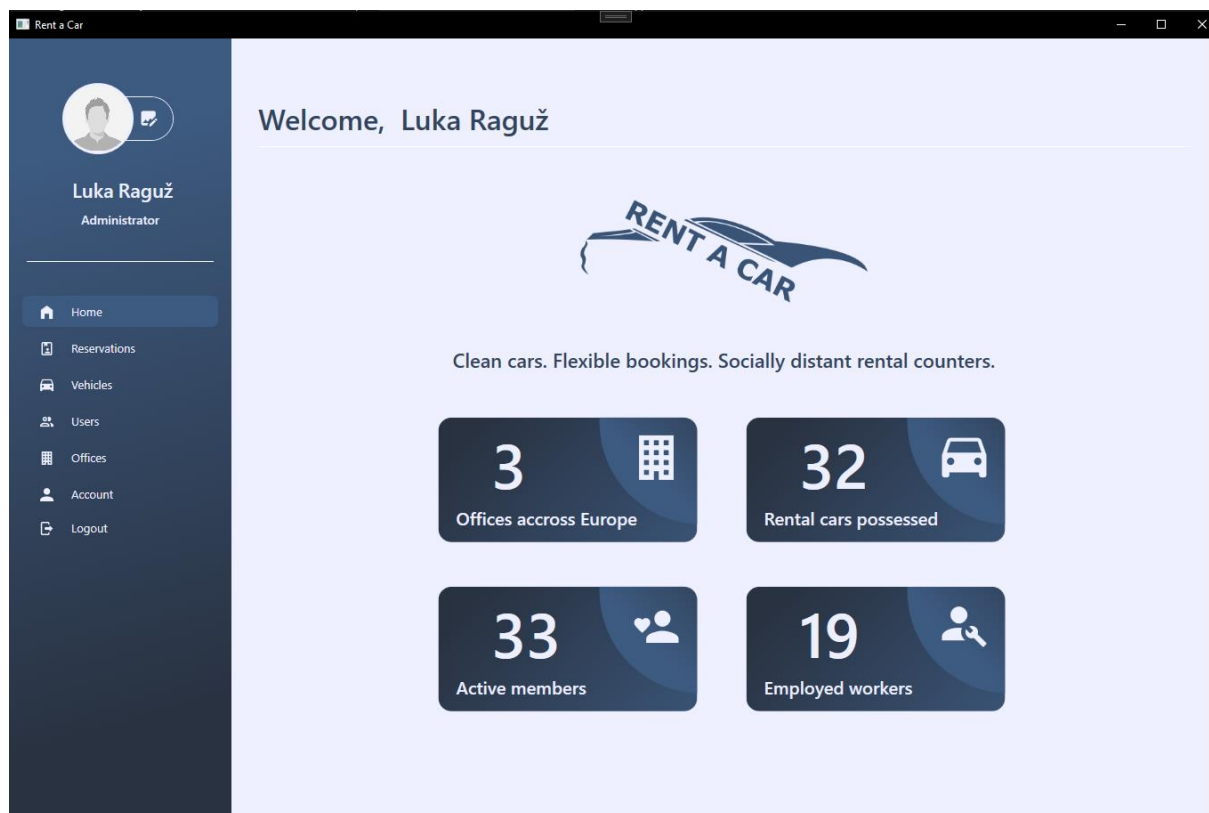 Rent a Car
Luka Raguž
Administrator
Home
Reservations
Vehicles
Users
Offices
Account
Logout
Welcome,  Luka Raguž
RENT A CAR
Clean cars. Flexible bookings. Socially distant rental counters.
3
Offices accross Europe
32
Rental cars possessed
33
Active members
19
Employed workers